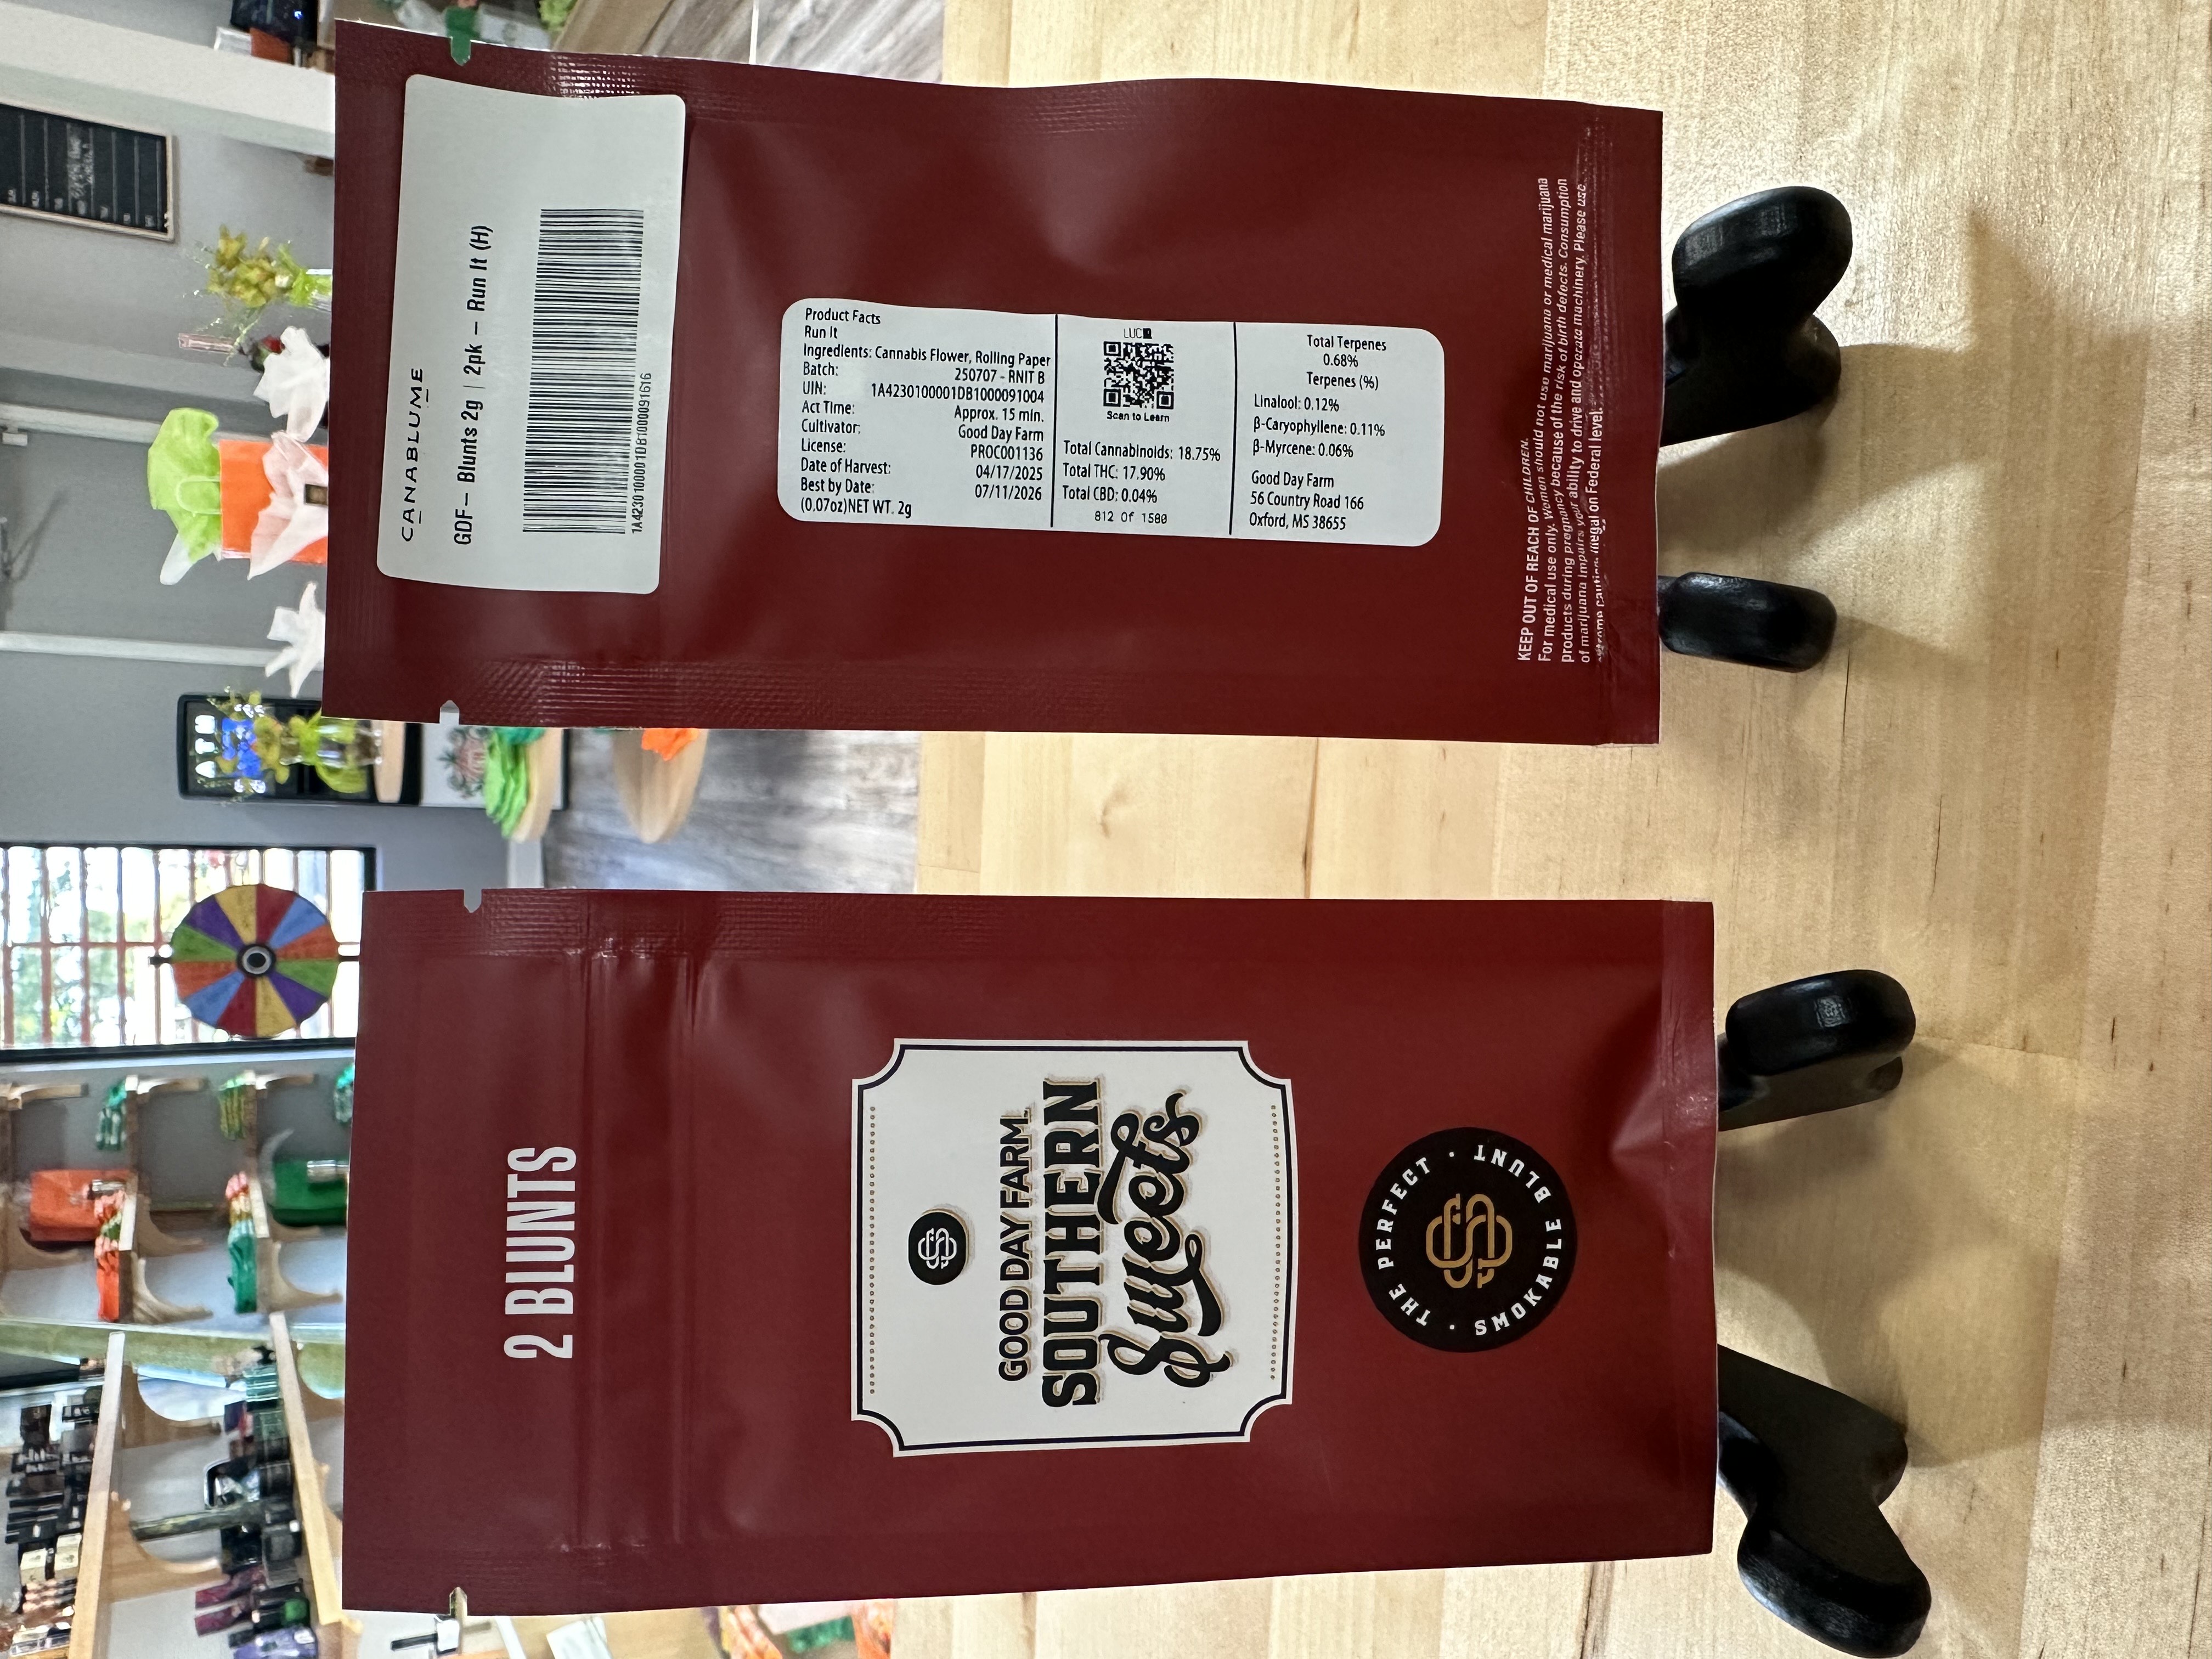 2 BLUNTS
GOOD DAY FARM
SOUTHERN
Sweets
THE PERFECT
SMOKABLE BLUNT
CANABLUME
GDF – Blunts 2g | 2pk – Run It (H)
1A4230100001DB1000091616
Product Facts
Run It
Ingredients: Cannabis Flower, Rolling Paper
Batch: 250707 - RNIT B
UIN: 1A4230100001DB1000091004
Act Time: Approx. 15 min.
Cultivator: Good Day Farm
License: PROC001136
Date of Harvest: 04/17/2025
Best by Date: 07/11/2026
(0.07oz)NET WT. 2g
Scan to Learn
Total Cannabinoids: 18.75%
Total THC: 17.90%
Total CBD: 0.04%
812 Of 1580
Total Terpenes
0.68%
Terpenes (%)
Linalool: 0.12%
β-Caryophyllene: 0.11%
β-Myrcene: 0.06%
Good Day Farm
56 Country Road 166
Oxford, MS 38655
KEEP OUT OF REACH OF CHILDREN.
For medical use only. Women should not use marijuana or medical marijuana
products during pregnancy because of the risk of birth defects. Consumption
of marijuana impairs your ability to drive and operate machinery. Please use
extreme caution. Illegal on Federal level.